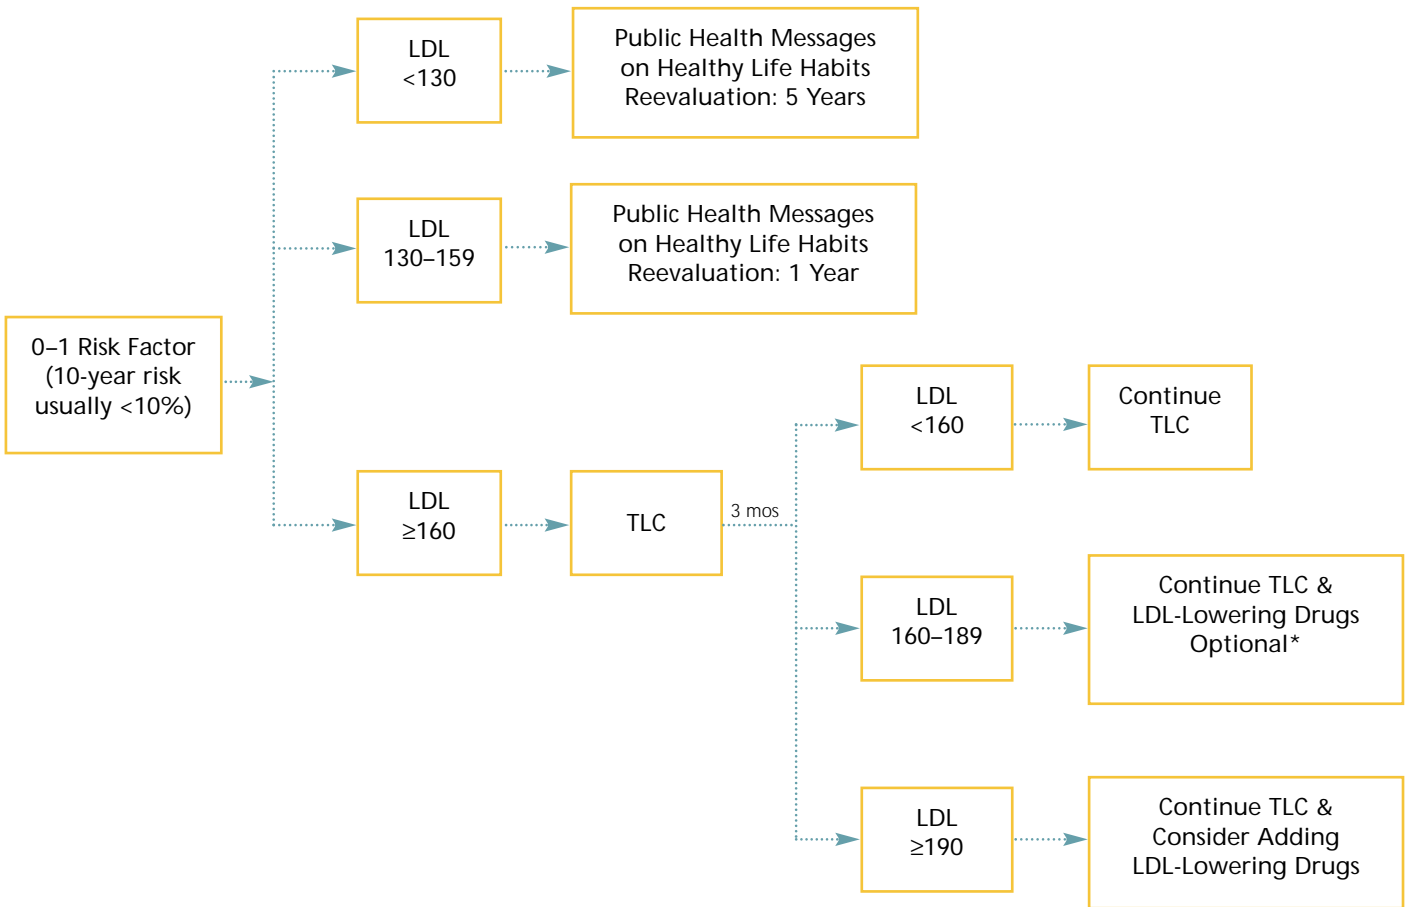 LDL
<130
Public Health Messages
on Healthy Life Habits
Reevaluation: 5 Years
LDL
130–159
Public Health Messages
on Healthy Life Habits
Reevaluation: 1 Year
0–1 Risk Factor
(10-year risk
usually <10%)
LDL
≥160
TLC
3 mos
LDL
<160
Continue
TLC
LDL
160–189
Continue TLC &
LDL-Lowering Drugs
Optional*
LDL
≥190
Continue TLC &
Consider Adding
LDL-Lowering Drugs